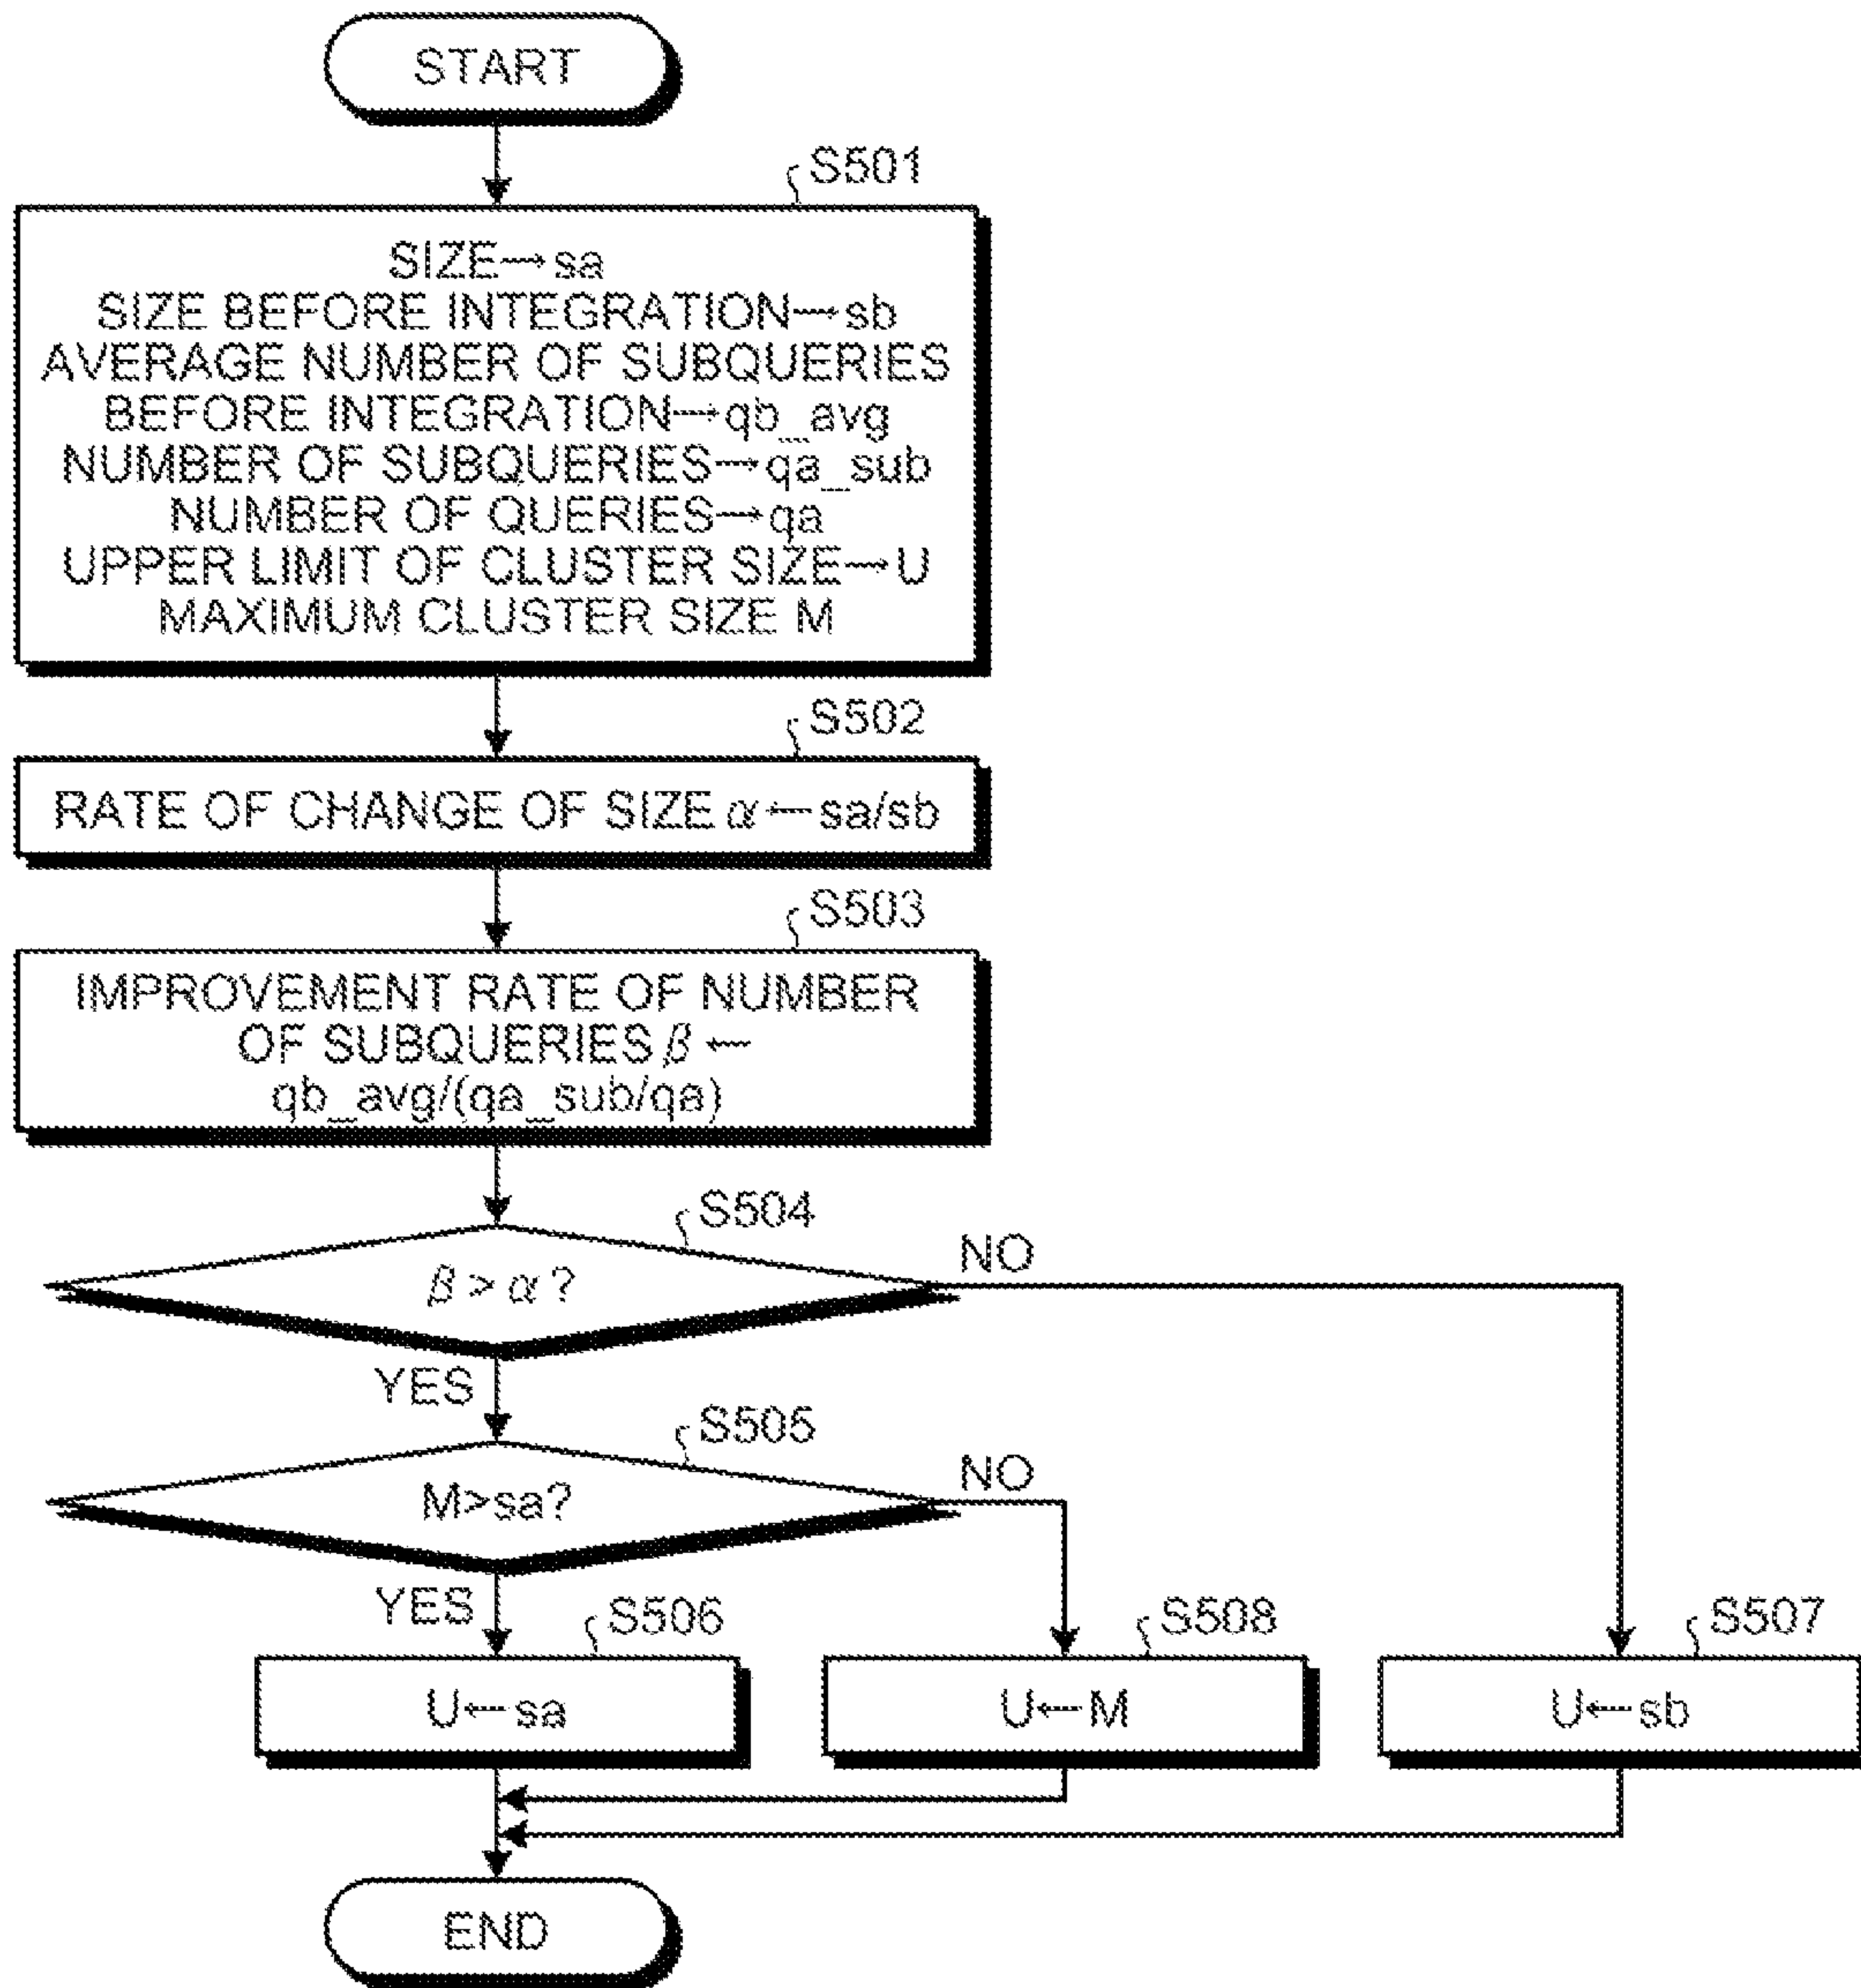 START
S501
SIZE→sa
SIZE BEFORE INTEGRATION→sb
AVERAGE NUMBER OF SUBQUERIES
BEFORE INTEGRATION→qb_avg
NUMBER OF SUBQUERIES→qa_sub
NUMBER OF QUERIES→qa
UPPER LIMIT OF CLUSTER SIZE→U
MAXIMUM CLUSTER SIZE M
S502
RATE OF CHANGE OF SIZE α←sa/sb
S503
IMPROVEMENT RATE OF NUMBER
OF SUBQUERIES β←
qb_avg/(qa_sub/qa)
S504
β > α ?
NO
YES
S505
M>sa?
NO
YES
S506
S508
S507
U←sa
U←M
U←sb
END